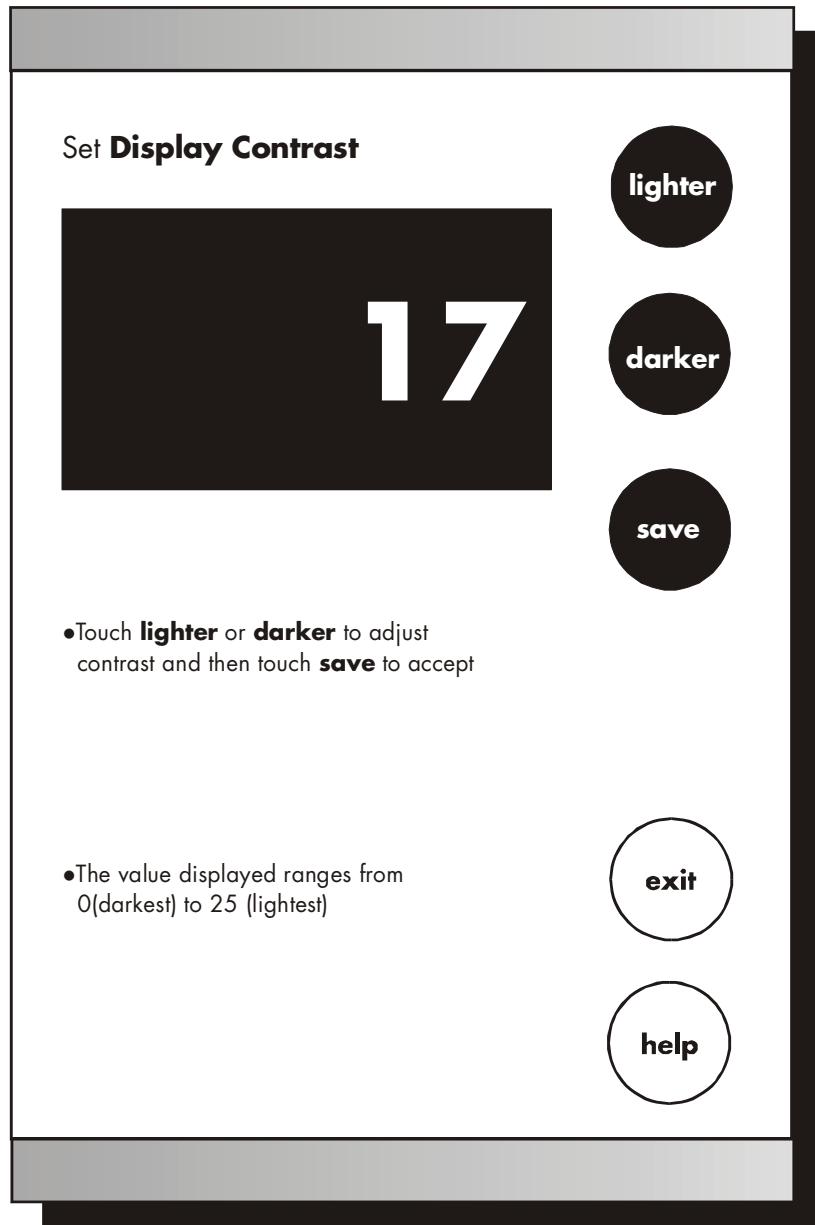 Set Display Contrast
lighter
17
darker
save
●Touch lighter or darker to adjust
contrast and then touch save to accept
●The value displayed ranges from
0(darkest) to 25 (lightest)
exit
help